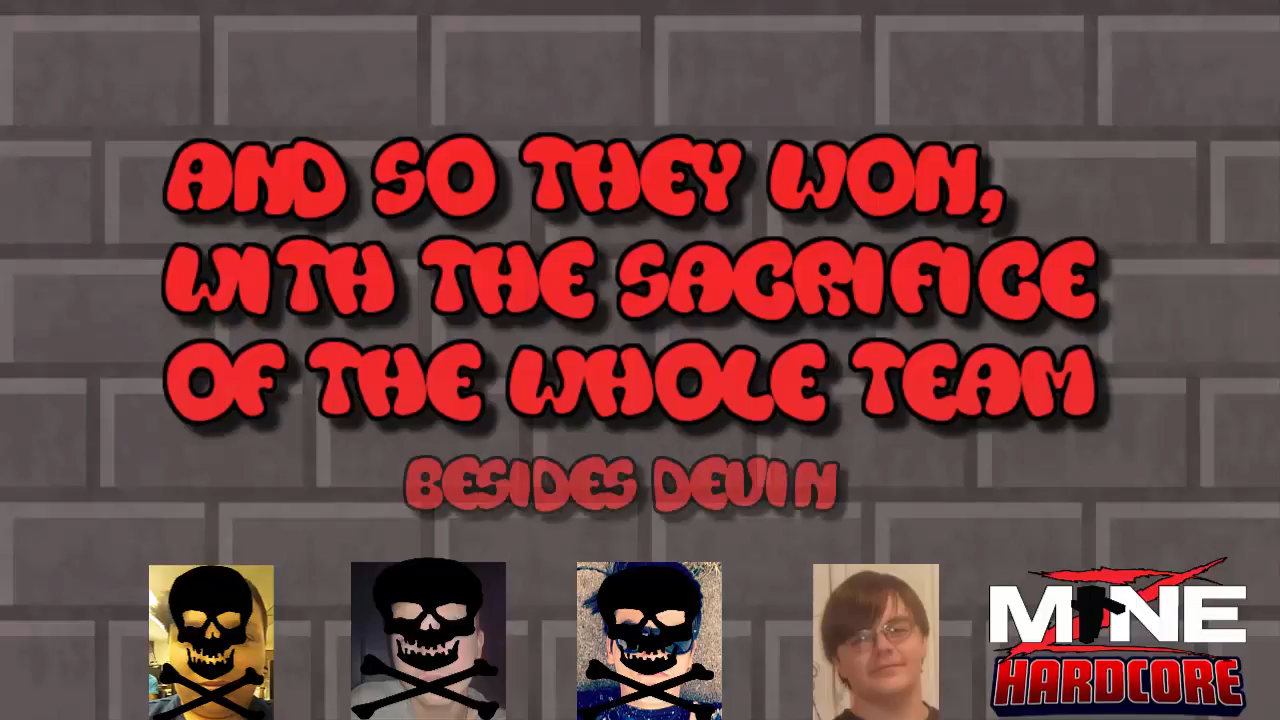 AND SO THEY WON,
WITH THE SACRIFICE
OF THE WHOLE TEAM
BESIDES DEVIN
MINE
HARDCORE